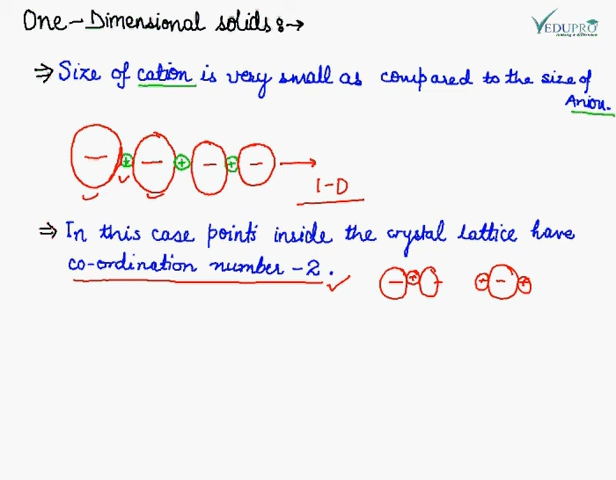 One-Dimensional solids :→
VEDUPRO
⇒ Size of cation is very small as compared to the size of
Anion.
− + − + − + − →
1-D
⇒ In this case points inside the crystal lattice have
co-ordination number -2.
− + − + − +